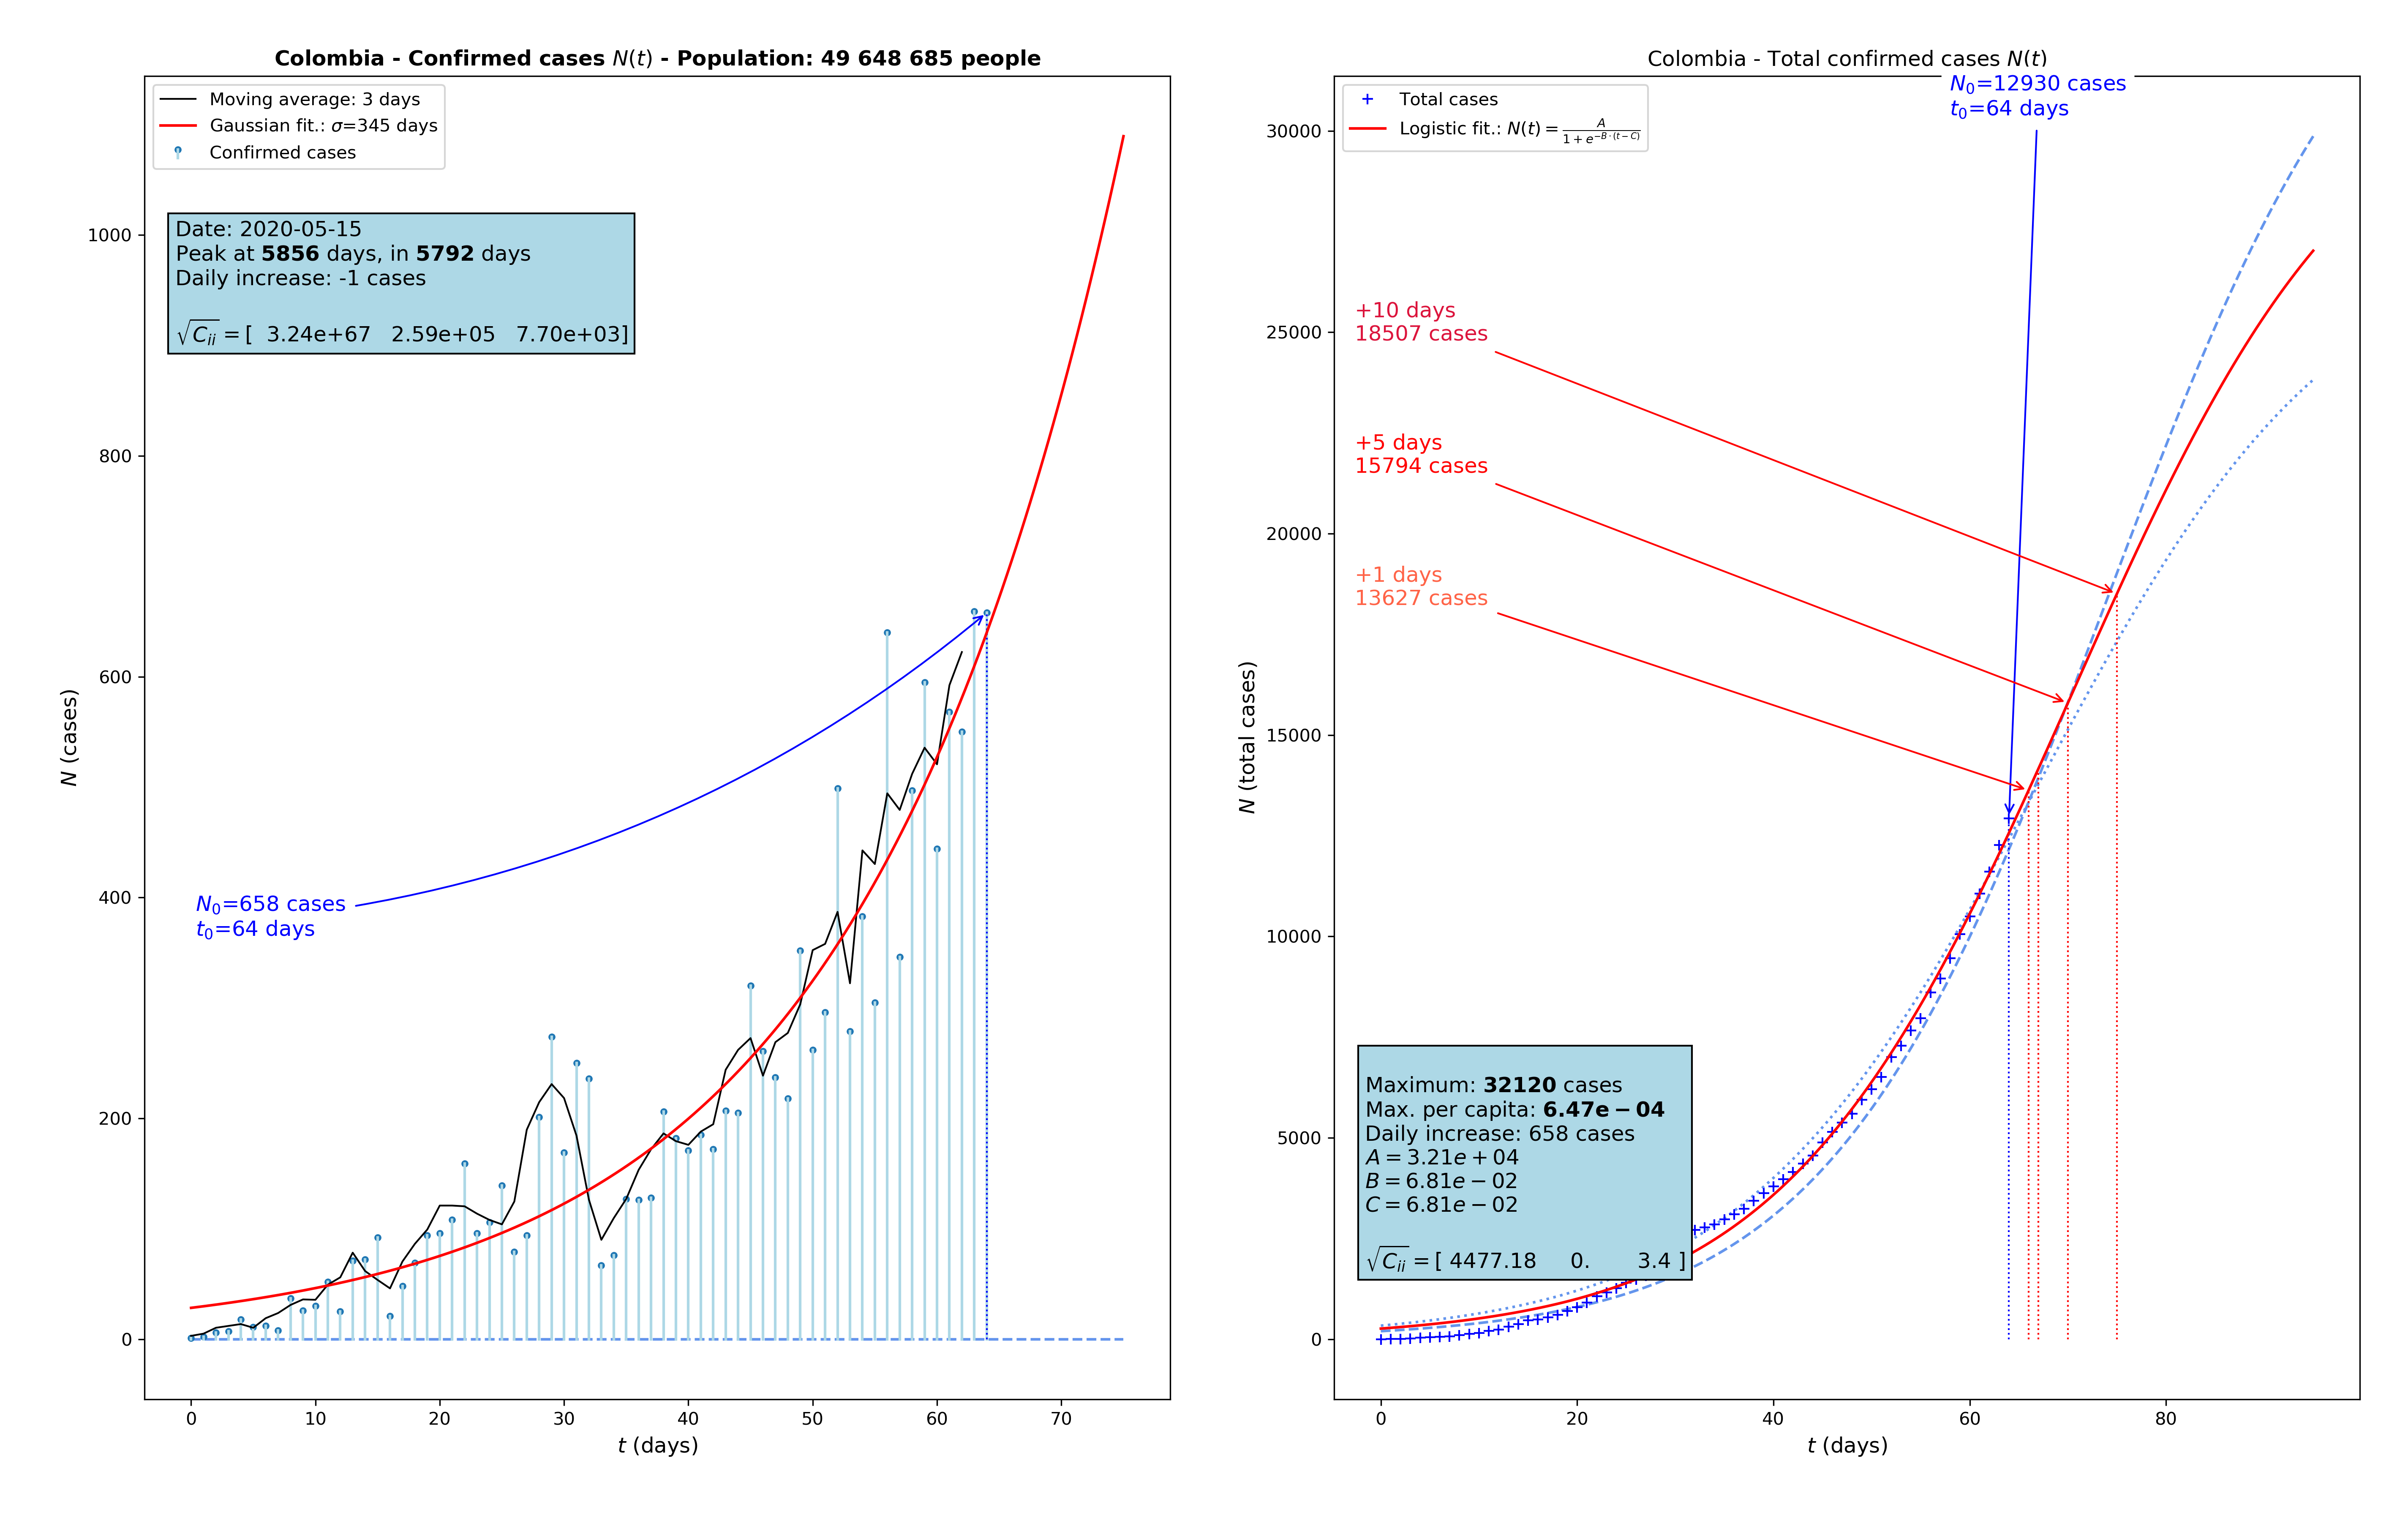 Colombia - Confirmed cases N(t) - Population: 49 648 685 people
Moving average: 3 days
Gaussian fit.: σ=345 days
Confirmed cases
Date: 2020-05-15
Peak at 5856 days, in 5792 days
Daily increase: -1 cases
√C_ii = [ 3.24e+67 2.59e+05 7.70e+03]
N₀=658 cases
t₀=64 days
1000
800
600
400
200
0
N (cases)
0 10 20 30 40 50 60 70
t (days)
Colombia - Total confirmed cases N(t)
N₀=12930 cases
t₀=64 days
Total cases
Logistic fit.: N(t) = A / (1 + e^(−B·(t−C)))
+10 days
18507 cases
+5 days
15794 cases
+1 days
13627 cases
Maximum: 32120 cases
Max. per capita: 6.47e − 04
Daily increase: 658 cases
A = 3.21e + 04
B = 6.81e − 02
C = 6.81e − 02
√C_ii = [ 4477.18 0. 3.4 ]
30000
25000
20000
15000
10000
5000
0
N (total cases)
0 20 40 60 80
t (days)